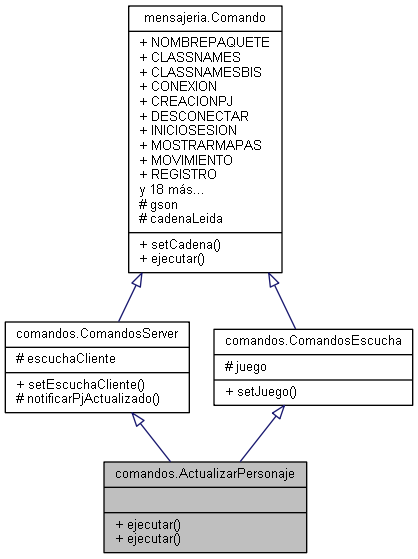 mensajeria.Comando
+ NOMBREPAQUETE
+ CLASSNAMES
+ CLASSNAMESBIS
+ CONEXION
+ CREACIONPJ
+ DESCONECTAR
+ INICIOSESION
+ MOSTRARMAPAS
+ MOVIMIENTO
+ REGISTRO
y 18 más...
# gson
# cadenaLeida
+ setCadena()
+ ejecutar()
comandos.ComandosServer
# escuchaCliente
+ setEscuchaCliente()
# notificarPjActualizado()
comandos.ComandosEscucha
# juego
+ setJuego()
comandos.ActualizarPersonaje
+ ejecutar()
+ ejecutar()